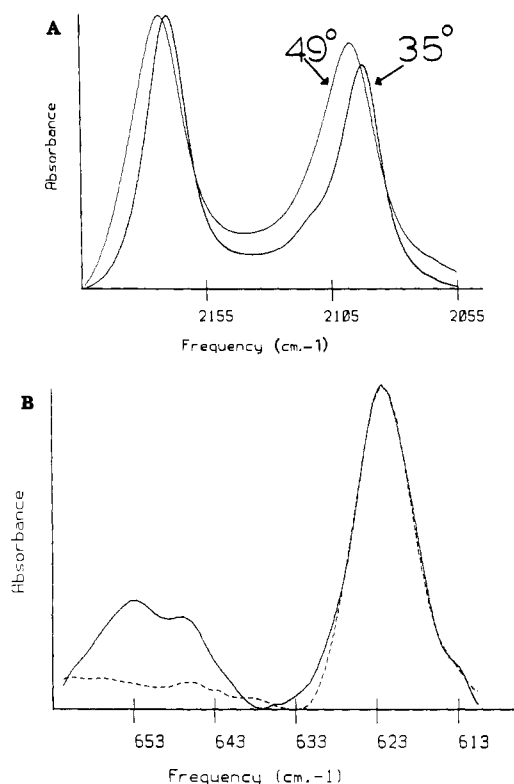 A
49° 35°
Absorbance
2155 2105 2055
Frequency (cm.-1)
B
Absorbance
653 643 633 623 613
Frequency (cm.-1)